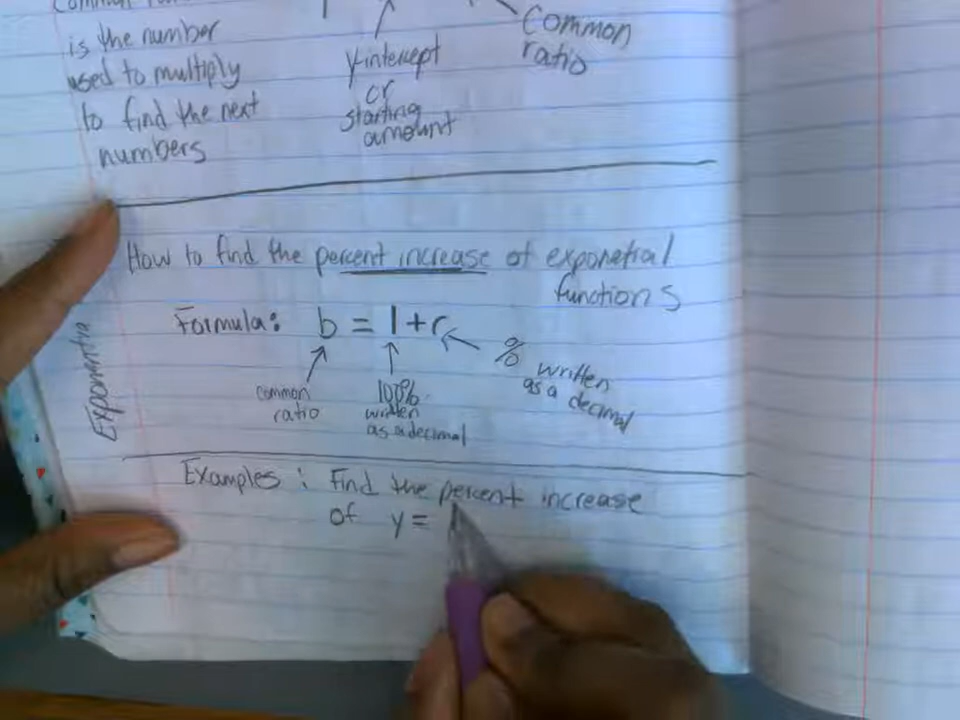 is the number
used to multiply
to find the next
numbers
y-intercept
or
starting
amount
Common
ratio
How to find the percent increase of exponetial
functions
Formula: b = 1+r
common
ratio
100%
written
as a decimal
% written
as a decimal
Exponentia
Examples: Find the percent increase
of y =